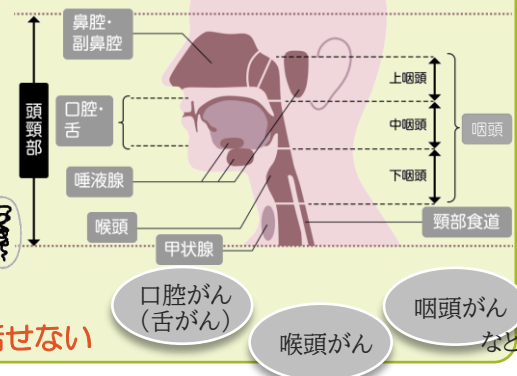 鼻腔・
副鼻腔
頭頸部
口腔・
舌
唾液腺
喉頭
甲状腺
上咽頭
中咽頭
下咽頭
咽頭
頸部食道
口腔がん
（舌がん）
喉頭がん
咽頭がん
など
せない